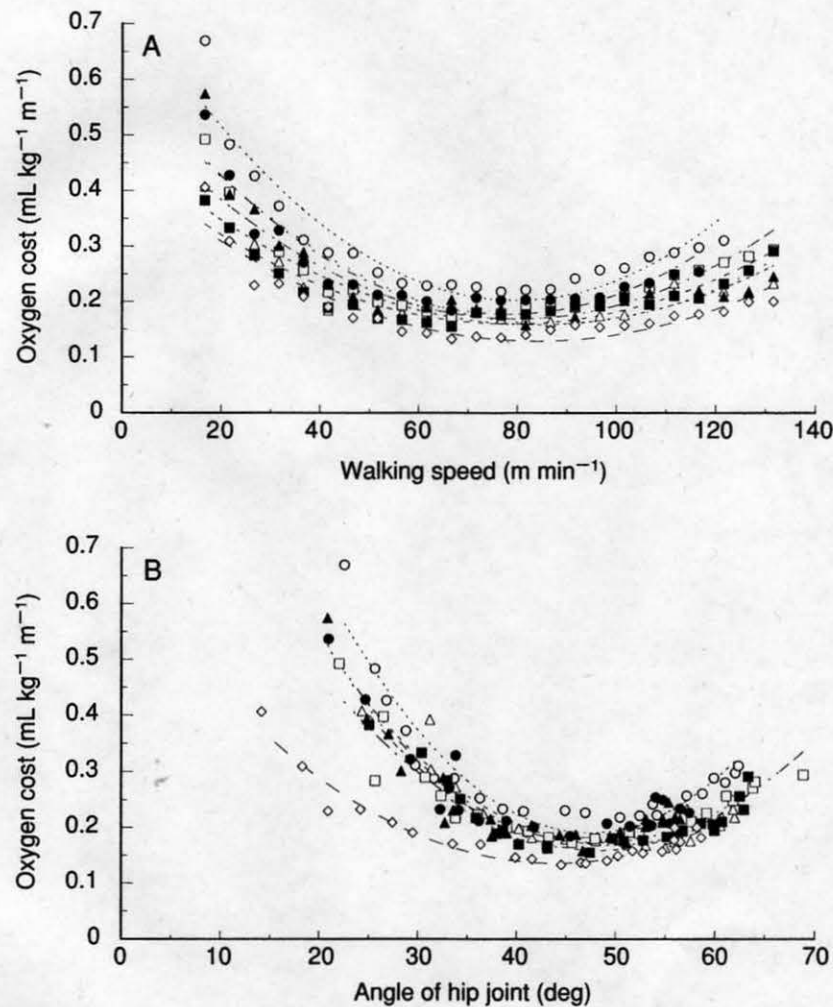 A
0.7
0.6
0.5
0.4
0.3
0.2
0.1
0
Oxygen cost (mL kg⁻¹ m⁻¹)
0 20 40 60 80 100 120 140
Walking speed (m min⁻¹)
B
0.7
0.6
0.5
0.4
0.3
0.2
0.1
0
Oxygen cost (mL kg⁻¹ m⁻¹)
0 10 20 30 40 50 60 70
Angle of hip joint (deg)